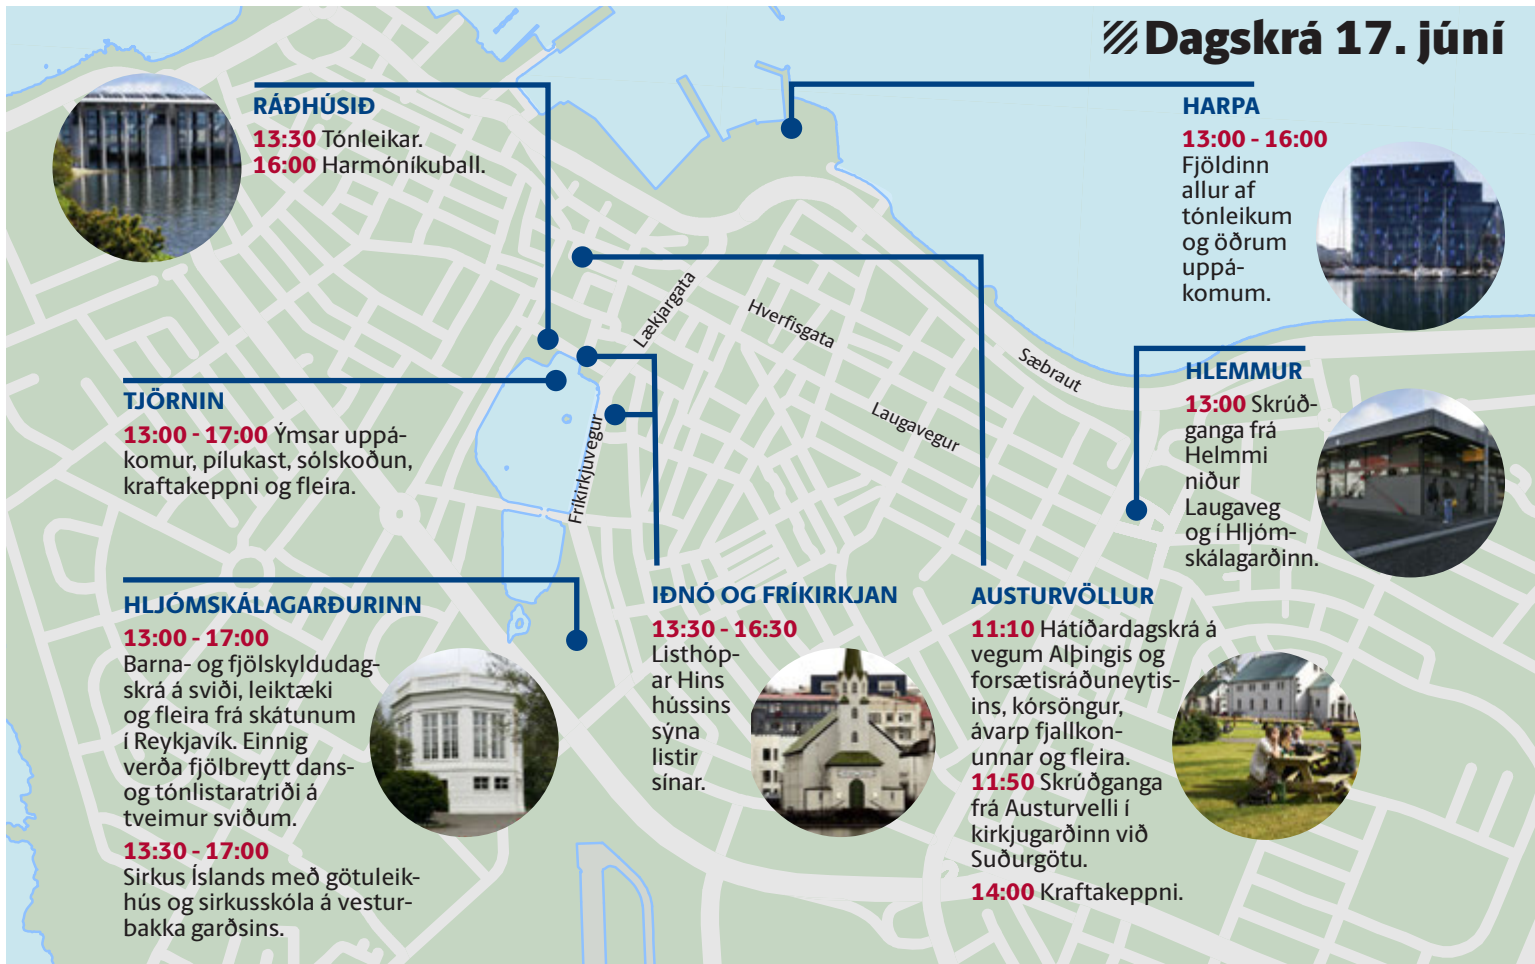 Dagskrá 17. júní
RÁÐHÚSIÐ
13:30 Tónleikar.
16:00 Harmóníkuball.
HARPA
13:00 - 16:00
Fjöldinn
allur af
tónleikum
og öðrum
uppá-
komum.
Lækjargata
Hverfisgata
Sæbraut
Laugavegur
Fríkirkjuvegur
TJÖRNIN
13:00 - 17:00 Ýmsar uppá-
komur, pílukast, sólskoðun,
kraftakeppni og fleira.
HLEMMUR
13:00 Skrúð-
ganga frá
Helmmi
niður
Laugaveg
og í Hljóm-
skálagarðinn.
HLJÓMSKÁLAGARÐURINN
13:00 - 17:00
Barna- og fjölskyldudag-
skrá á sviði, leiktæki
og fleira frá skátunum
í Reykjavík. Einnig
verða fjölbreytt dans-
og tónlistaratriði á
tveimur sviðum.
13:30 - 17:00
Sirkus Íslands með götuleik-
hús og sirkusskóla á vestur-
bakka garðsins.
IÐNÓ OG FRÍKIRKJAN
13:30 - 16:30
Listhóp-
ar Hins
hússins
sýna
listir
sínar.
AUSTURVÖLLUR
11:10 Hátíðardagskrá á
vegum Alþingis og
forsætisráðuneytis-
ins, kórsöngur,
ávarp fjallkon-
unnar og fleira.
11:50 Skrúðganga
frá Austurvelli í
kirkjugarðinn við
Suðurgötu.
14:00 Kraftakeppni.